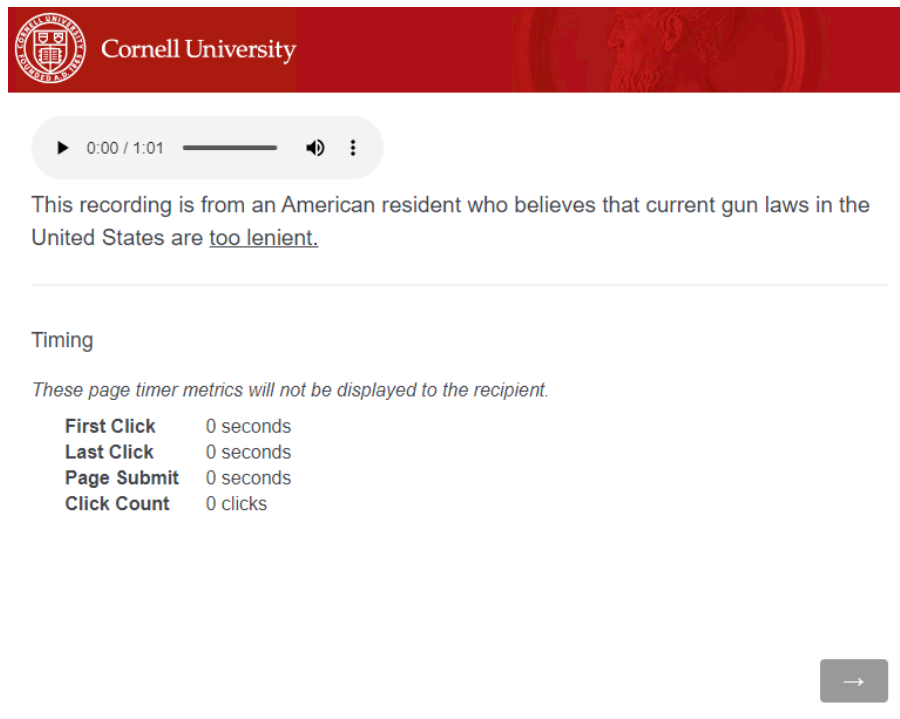 Cornell University
0:00 / 1:01
This recording is from an American resident who believes that current gun laws in the
United States are too lenient.
Timing
These page timer metrics will not be displayed to the recipient.
First Click 0 seconds
Last Click 0 seconds
Page Submit 0 seconds
Click Count 0 clicks
→